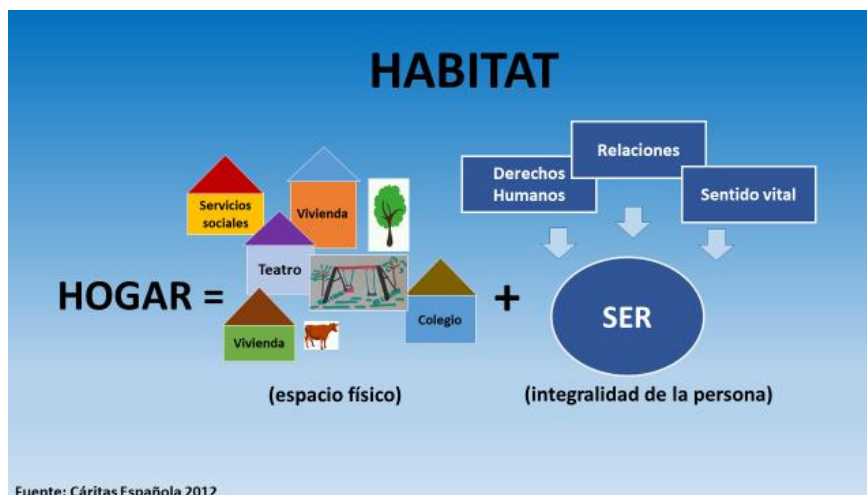 HABITAT
Relaciones
Derechos
Humanos
Sentido vital
Servicios
sociales
Vivienda
Teatro
HOGAR =
Colegio
+
SER
Vivienda
(espacio físico)
(integralidad de la persona)
Fuente: Cáritas Española 2012